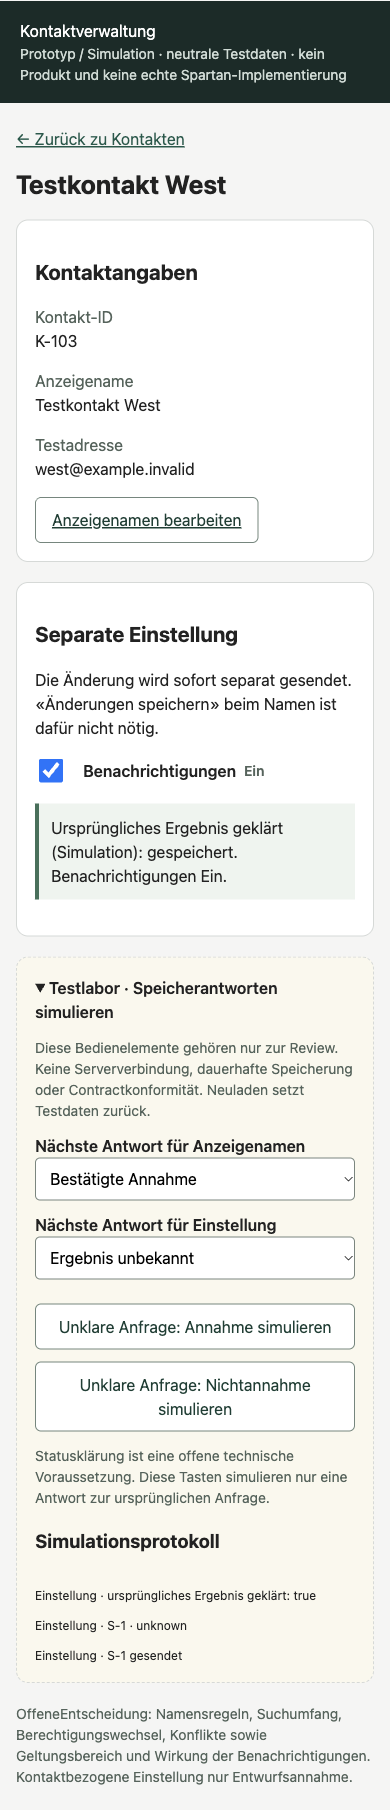 Kontaktverwaltung
Prototyp / Simulation · neutrale Testdaten · kein
Produkt und keine echte Spartan-Implementierung
← Zurück zu Kontakten
Testkontakt West
Kontaktangaben
Kontakt-ID
K-103
Anzeigename
Testkontakt West
Testadresse
west@example.invalid
Anzeigenamen bearbeiten
Separate Einstellung
Die Änderung wird sofort separat gesendet.
«Änderungen speichern» beim Namen ist
dafür nicht nötig.
Benachrichtigungen Ein
Ursprüngliches Ergebnis geklärt
(Simulation): gespeichert.
Benachrichtigungen Ein.
▼ Testlabor · Speicherantworten
simulieren
Diese Bedienelemente gehören nur zur Review.
Keine Serververbindung, dauerhafte Speicherung
oder Contractkonformität. Neuladen setzt
Testdaten zurück.
Nächste Antwort für Anzeigenamen
Bestätigte Annahme
Nächste Antwort für Einstellung
Ergebnis unbekannt
Unklare Anfrage: Annahme simulieren
Unklare Anfrage: Nichtannahme
simulieren
Statusklärung ist eine offene technische
Voraussetzung. Diese Tasten simulieren nur eine
Antwort zur ursprünglichen Anfrage.
Simulationsprotokoll
Einstellung · ursprüngliches Ergebnis geklärt: true
Einstellung · S-1 · unknown
Einstellung · S-1 gesendet
OffeneEntscheidung: Namensregeln, Suchumfang,
Berechtigungswechsel, Konflikte sowie
Geltungsbereich und Wirkung der Benachrichtigungen.
Kontaktbezogene Einstellung nur Entwurfsannahme.